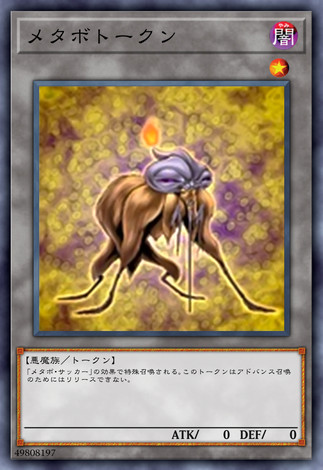 メタボトークン
やみ
闇
【悪魔族／トークン】
「メタボ・サッカー」の効果で特殊召喚される。このトークンはアドバンス召喚
のためにはリリースできない。
ATK/ 0 DEF/ 0
49808197